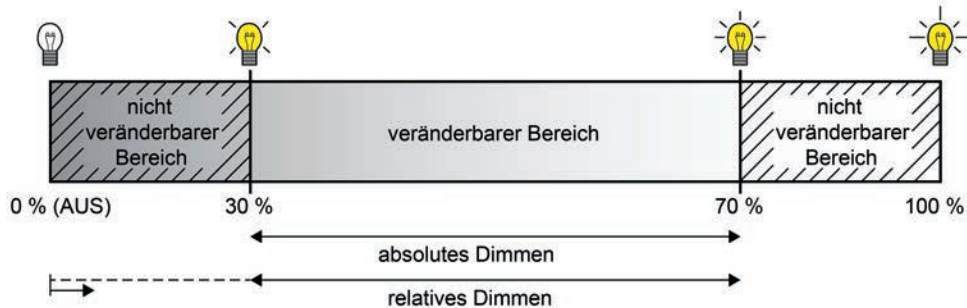 nicht
veränderbarer
Bereich
veränderbarer Bereich
nicht
veränderbarer
Bereich
0 % (AUS)
30 %
70 %
100 %
absolutes Dimmen
relatives Dimmen